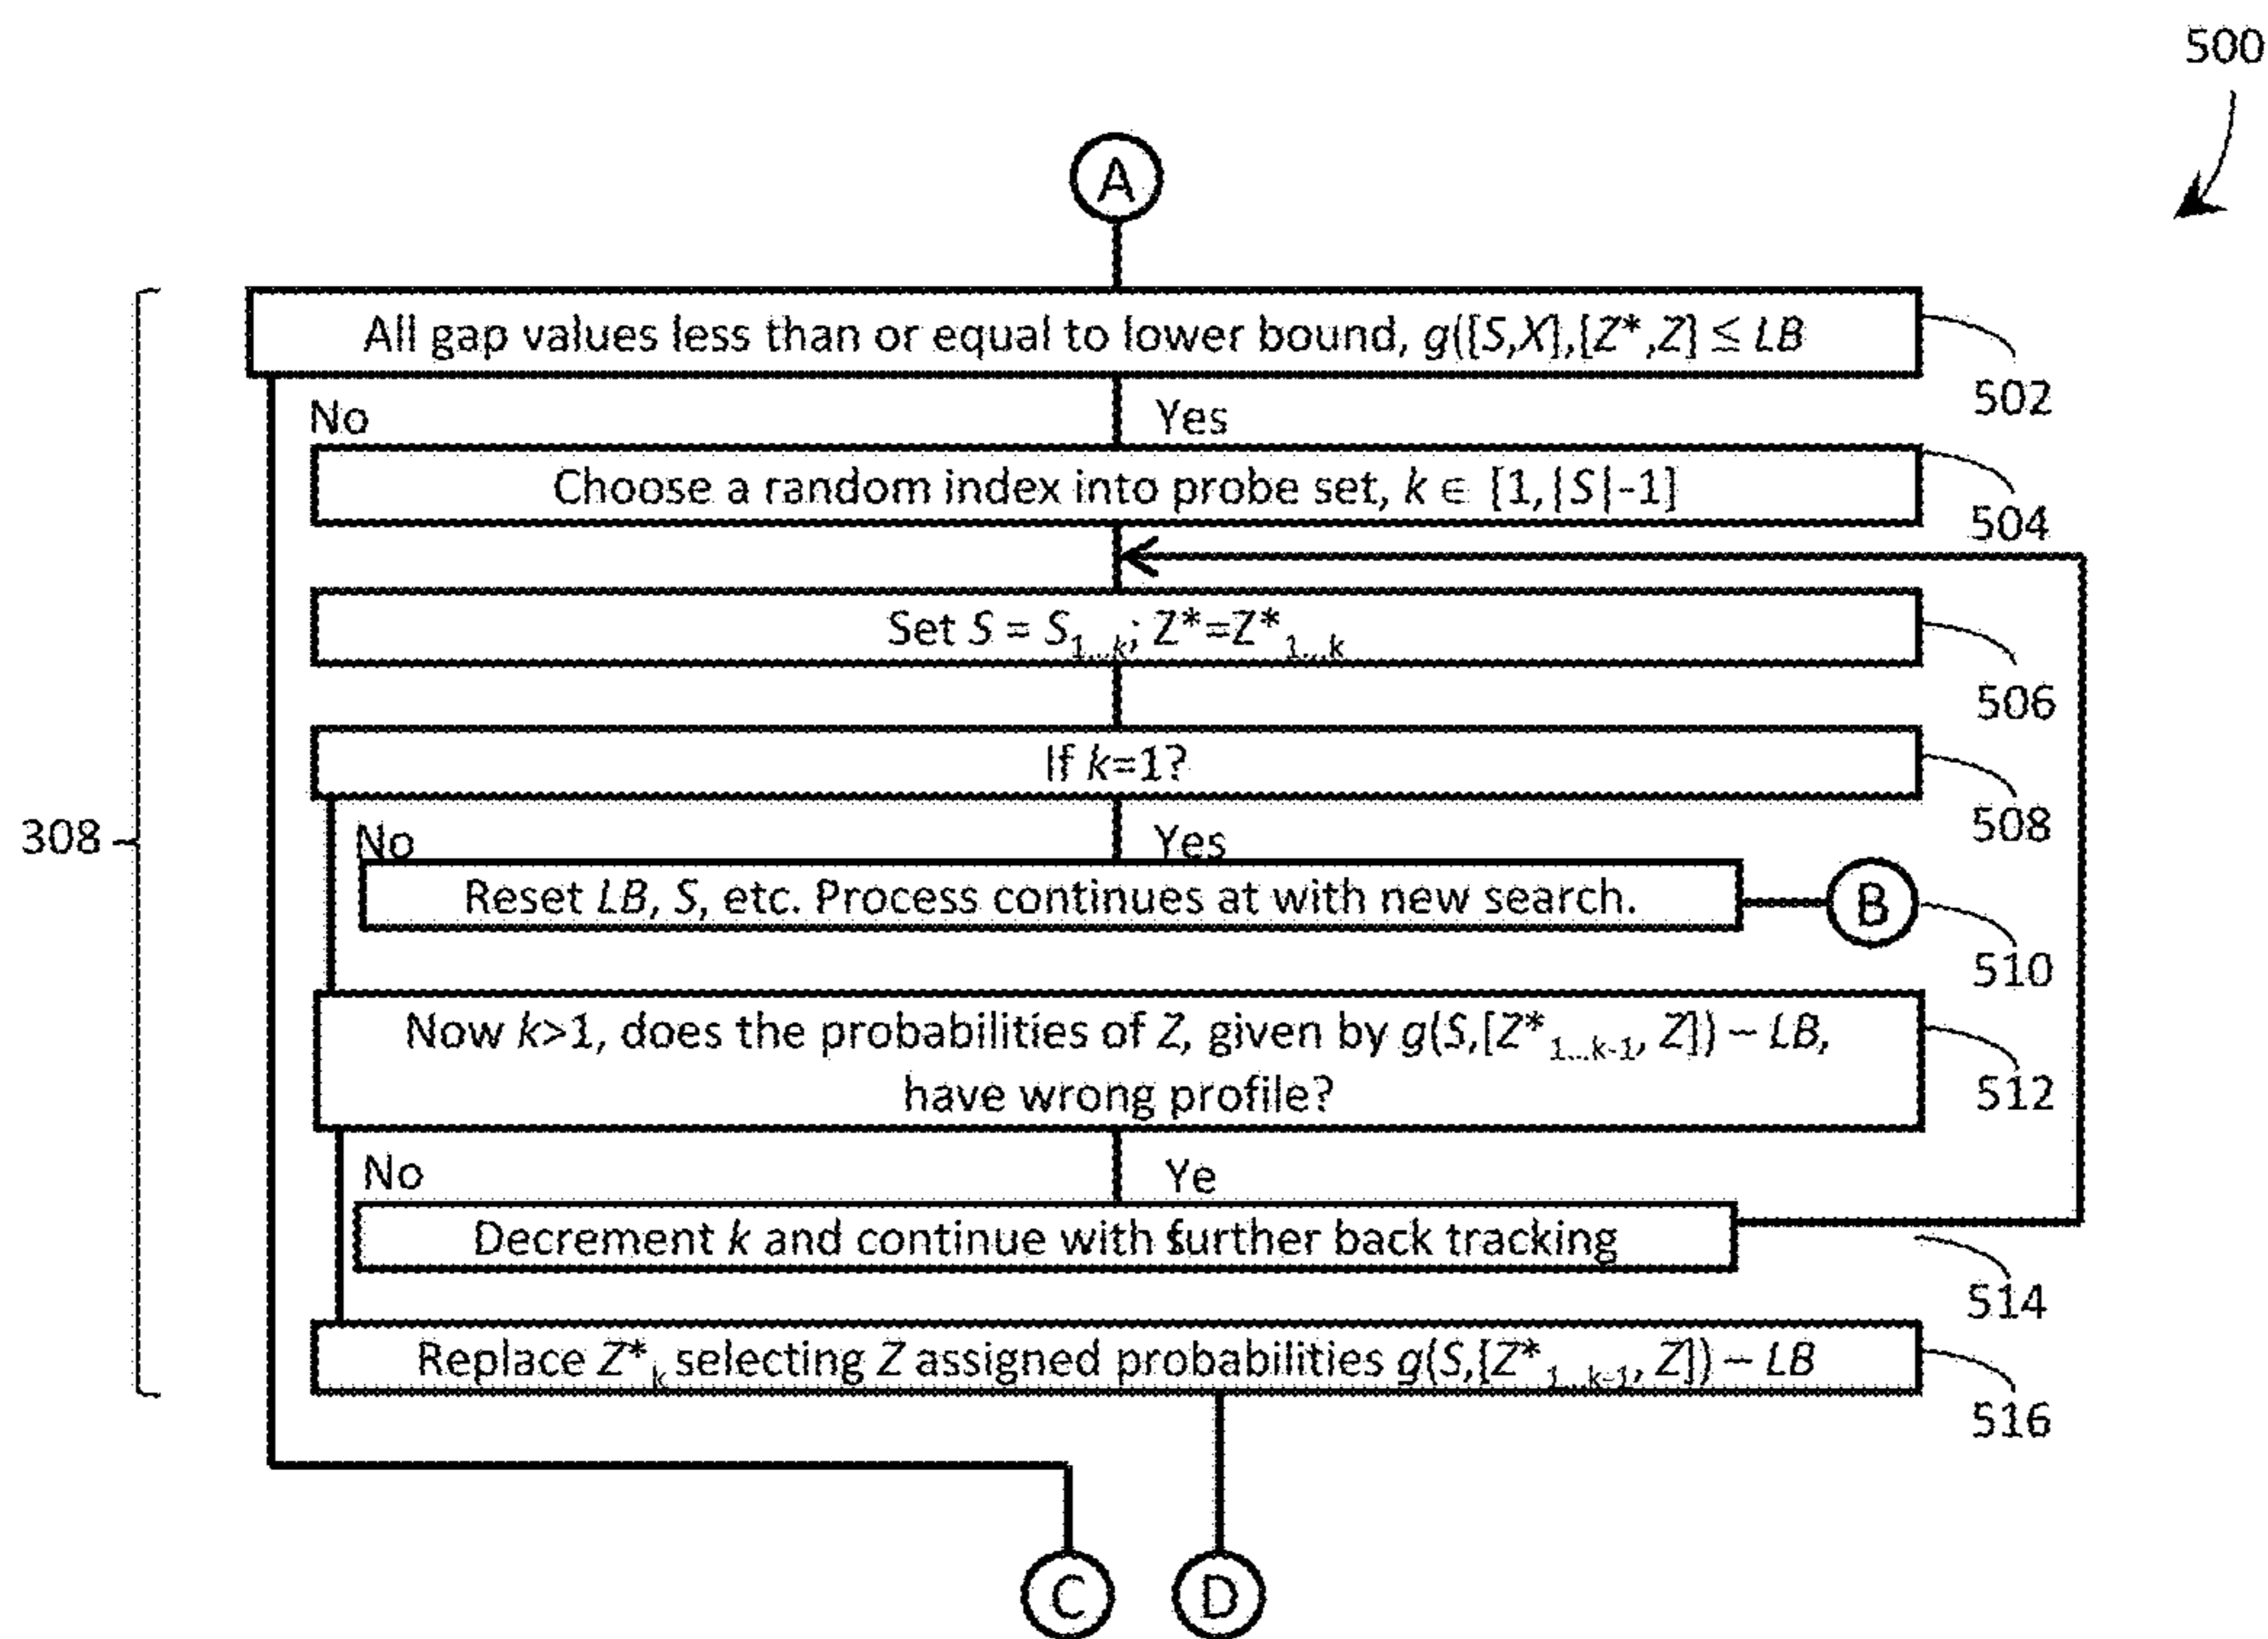 500
A
All gap values less than or equal to lower bound, g([S,X],[Z*,Z] ≤ LB
502
No
Yes
Choose a random index into probe set, k ∈ [1,|S|-1]
504
Set S = S1...k; Z*=Z*1...k
506
If k=1?
508
308
No
Yes
Reset LB, S, etc. Process continues at with new search.
B
510
Now k>1, does the probabilities of Z, given by g(S,[Z*1...k-1, Z]) – LB,
have wrong profile?
512
No
Ye
Decrement k and continue with further back tracking
514
Replace Z*k selecting Z assigned probabilities g(S,[Z*1...k-1, Z]) – LB
516
C
D